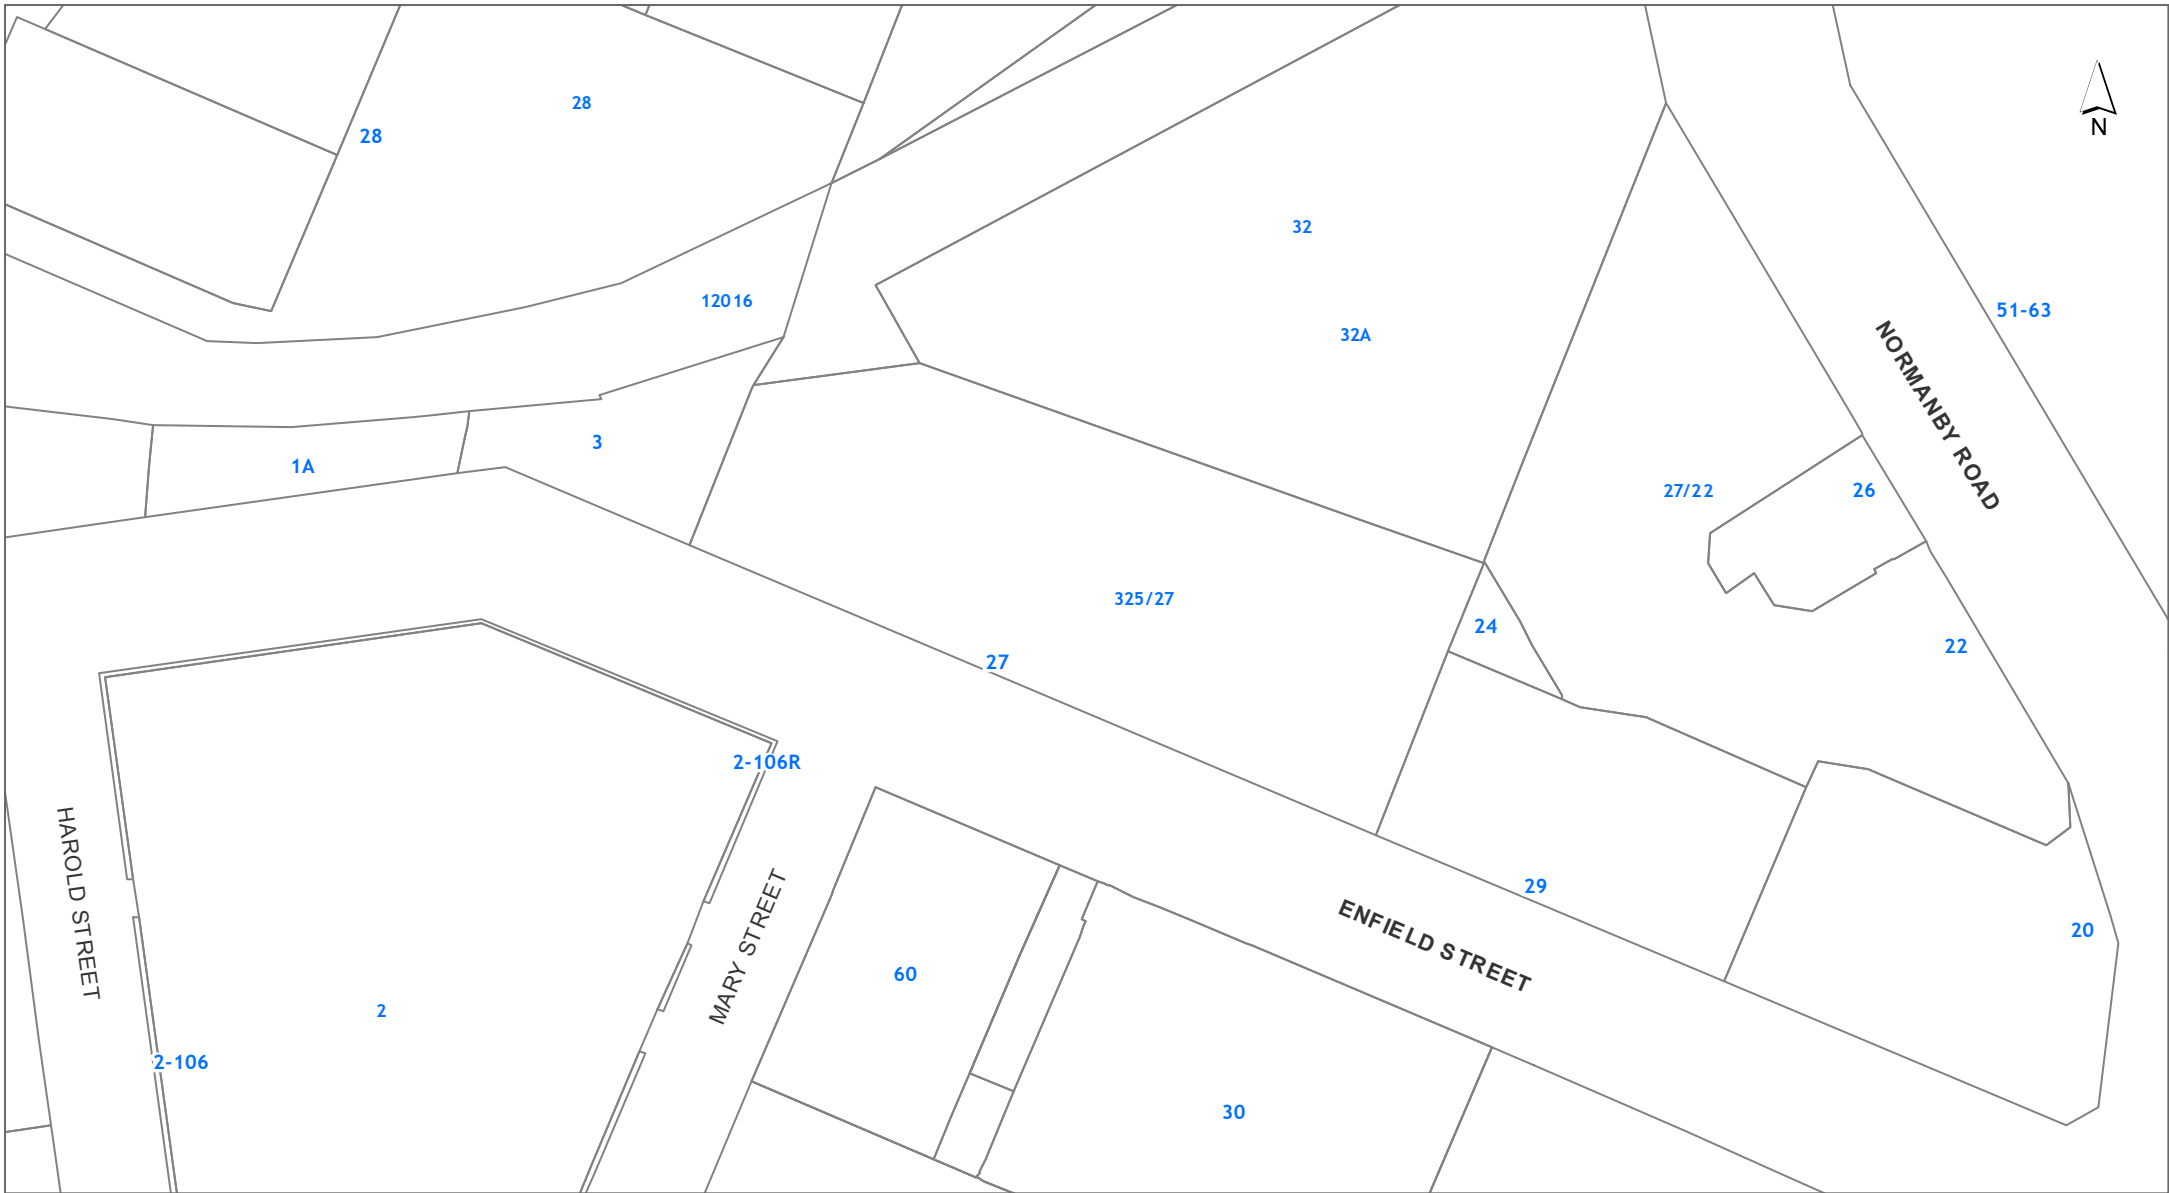 28
28
N
32
12016
51-63
32A
3
1A
NORMANBY ROAD
27/22
26
325/27
24
22
27
2-106R
HAROLD STREET
MARY STREET
29
ENFIELD STREET
20
60
2
2-106
30